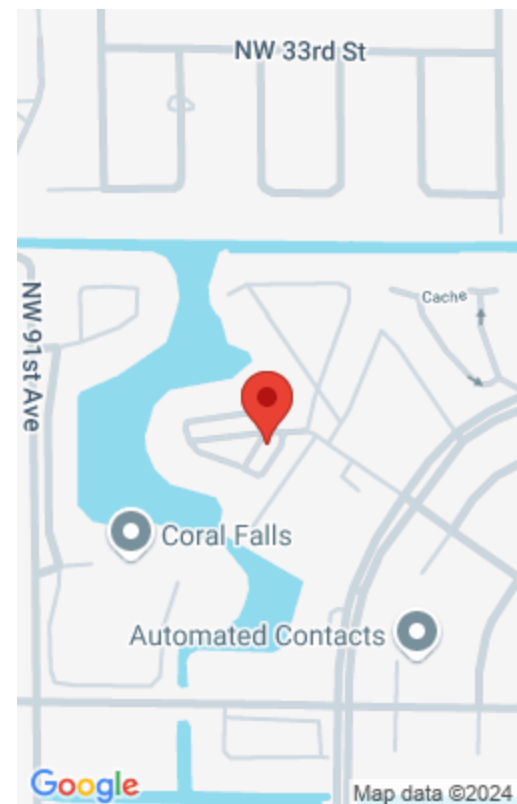 NW 33rd St
Cache
NW 91st Ave
Coral Falls
Automated Contacts
Google
Map data ©2024